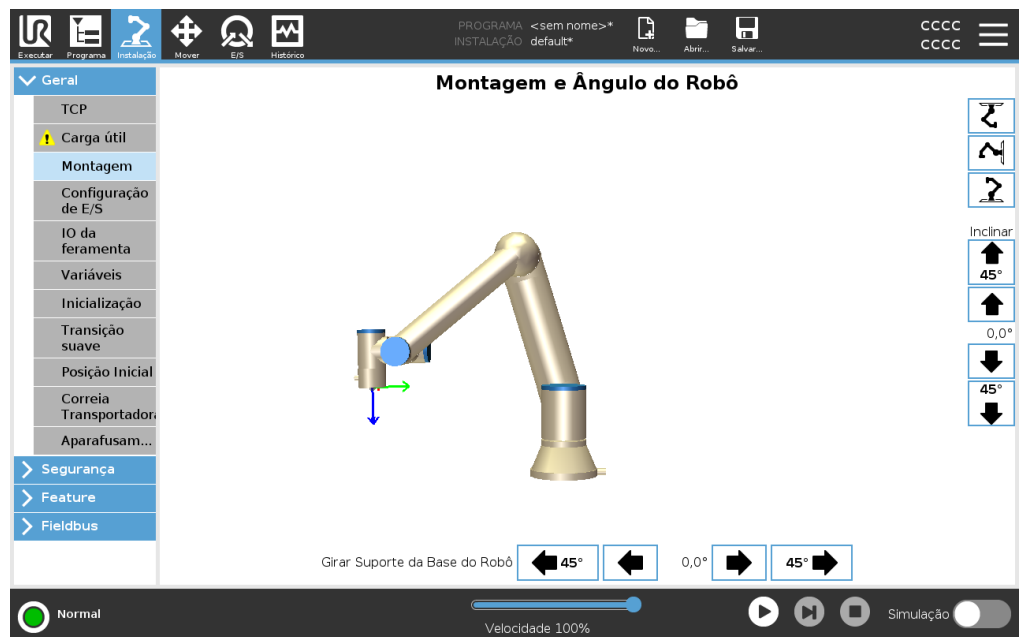 UR
Executar
Programa
Instalação
Mover
E/S
Histórico
PROGRAMA <sem nome>*
INSTALAÇÃO default*
Novo...
Abrir...
Salvar...
cccc
cccc
Geral
TCP
Carga útil
Montagem
Configuração
de E/S
IO da
feramenta
Variáveis
Inicialização
Transição
suave
Posição Inicial
Correia
Transportadora
Aparafusam...
Segurança
Feature
Fieldbus
Montagem e Ângulo do Robô
Inclinar
45°
0,0°
45°
Girar Suporte da Base do Robô
45°
0,0°
45°
Normal
Velocidade 100%
Simulação